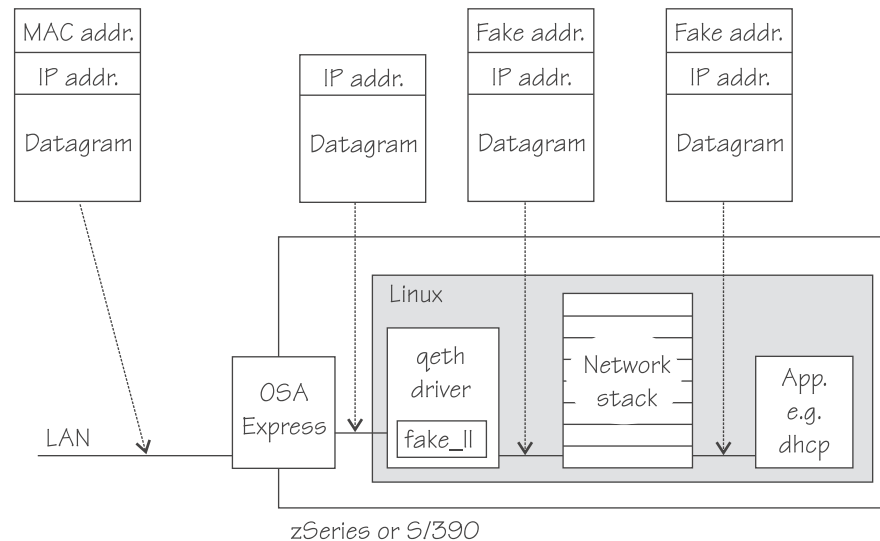 MAC addr.
IP addr.
Datagram
IP addr.
Datagram
Fake addr.
IP addr.
Datagram
Fake addr.
IP addr.
Datagram
Linux
qeth
driver
fake_ll
Network
stack
App.
e.g.
dhcp
OSA
Express
LAN
zSeries or S/390